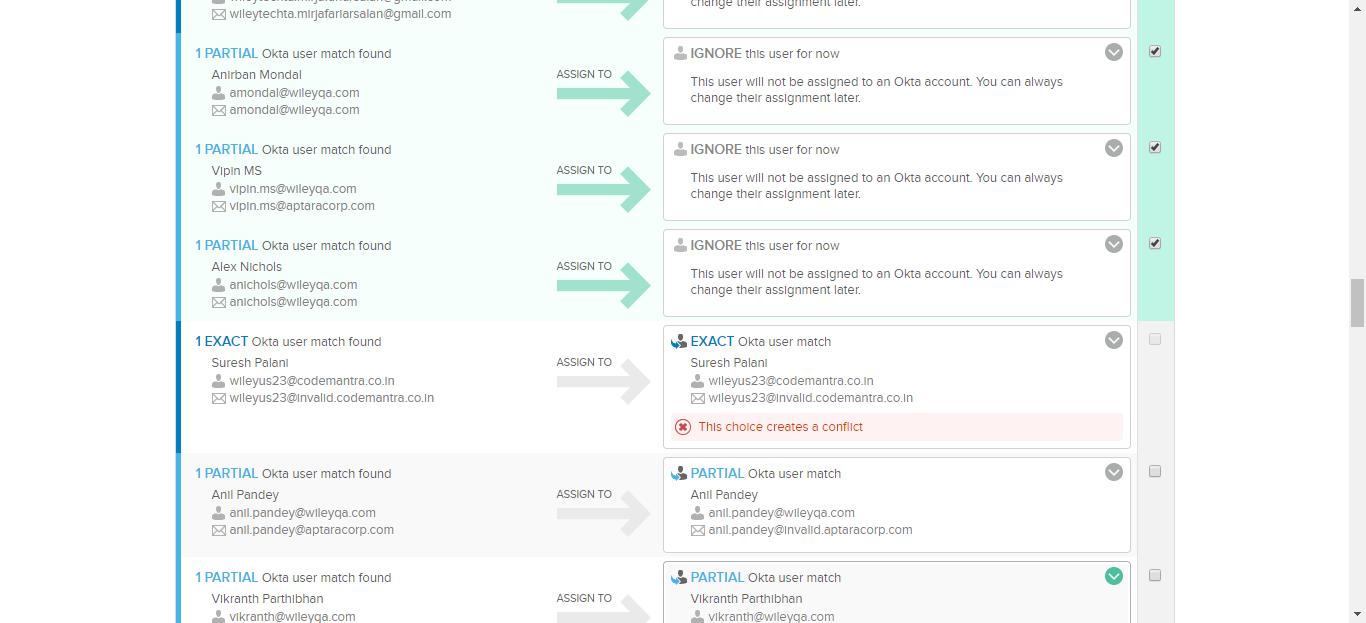 wileytechta.mirjafariarsalan@gmail.com
change their assignment later.
1 PARTIAL Okta user match found
Anirban Mondal
amondal@wileyqa.com
amondal@wileyqa.com
ASSIGN TO
IGNORE this user for now
This user will not be assigned to an Okta account. You can always
change their assignment later.
1 PARTIAL Okta user match found
Vipin MS
vipin.ms@wileyqa.com
vipin.ms@aptaracorp.com
ASSIGN TO
IGNORE this user for now
This user will not be assigned to an Okta account. You can always
change their assignment later.
1 PARTIAL Okta user match found
Alex Nichols
anichols@wileyqa.com
anichols@wileyqa.com
ASSIGN TO
IGNORE this user for now
This user will not be assigned to an Okta account. You can always
change their assignment later.
1 EXACT Okta user match found
Suresh Palani
wileyus23@codemantra.co.in
wileyus23@invalid.codemantra.co.in
ASSIGN TO
EXACT Okta user match
Suresh Palani
wileyus23@codemantra.co.in
wileyus23@invalid.codemantra.co.in
This choice creates a conflict
1 PARTIAL Okta user match found
Anil Pandey
anil.pandey@wileyqa.com
anil.pandey@aptaracorp.com
ASSIGN TO
PARTIAL Okta user match
Anil Pandey
anil.pandey@wileyqa.com
anil.pandey@invalid.aptaracorp.com
1 PARTIAL Okta user match found
Vikranth Parthibhan
vikranth@wileyqa.com
ASSIGN TO
PARTIAL Okta user match
Vikranth Parthibhan
vikranth@wileyqa.com